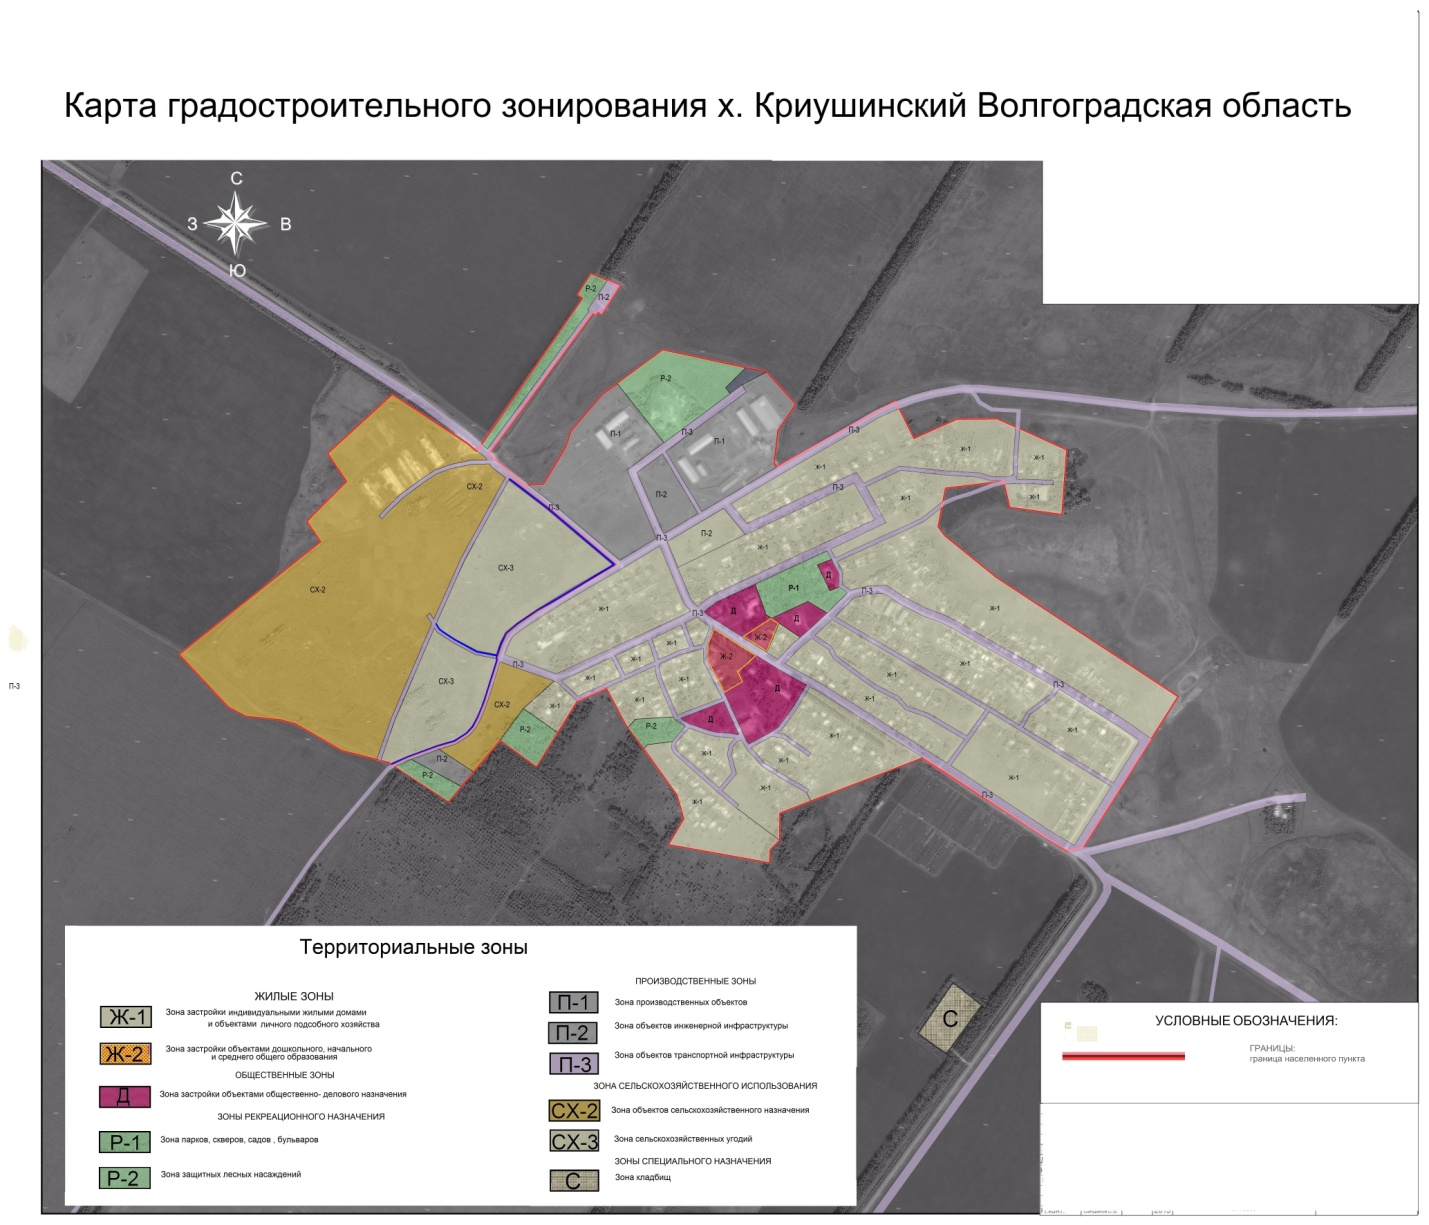 Карта градостроительного зонирования х. Криушинский Волгоградская область
С
З В
Ю
Р-2
П-2
Р-2
П-3
П-1
П-1
П-3
Ж-1
Ж-1
Ж-1
Ж-1
СХ-2
П-2
П-3
Ж-1
П-3
П-3
П-2
Ж-1
СХ-3
СХ-2
Р-1
Д
П-3
Ж-1
Ж-1
П-3
Д
Д
Ж-2
Ж-1
Ж-2
Ж-1
П-3
Ж-1
Ж-1
Ж-1
СХ-3
Ж-1
Д
П-3
П-3
Ж-1
Ж-1
Ж-1
СХ-2
Ж-1
Д
Р-2
Р-2
Ж-1
Ж-1
Ж-1
Ж-1
П-2
Р-2
Ж-1
Ж-1
П-3
Ж-1
С
Территориальные зоны
ЖИЛЫЕ ЗОНЫ
Ж-1 Зона застройки индивидуальными жилыми домами
и объектами личного подсобного хозяйства
Ж-2 Зона застройки объектами дошкольного, начального
и среднего общего образования
ОБЩЕСТВЕННЫЕ ЗОНЫ
Д Зона застройки объектами общественно- делового назначения
ЗОНЫ РЕКРЕАЦИОННОГО НАЗНАЧЕНИЯ
Р-1 Зона парков, скверов, садов , бульваров
Р-2 Зона защитных лесных насаждений
ПРОИЗВОДСТВЕННЫЕ ЗОНЫ
П-1 Зона производственных объектов
П-2 Зона объектов инженерной инфраструктуры
П-3 Зона объектов транспортной инфраструктуры
ЗОНА СЕЛЬСКОХОЗЯЙСТВЕННОГО ИСПОЛЬЗОВАНИЯ
СХ-2 Зона объектов сельскохозяйственного назначения
СХ-3 Зона сельскохозяйственных угодий
ЗОНЫ СПЕЦИАЛЬНОГО НАЗНАЧЕНИЯ
С Зона кладбищ
УСЛОВНЫЕ ОБОЗНАЧЕНИЯ:
ГРАНИЦЫ:
граница населенного пункта